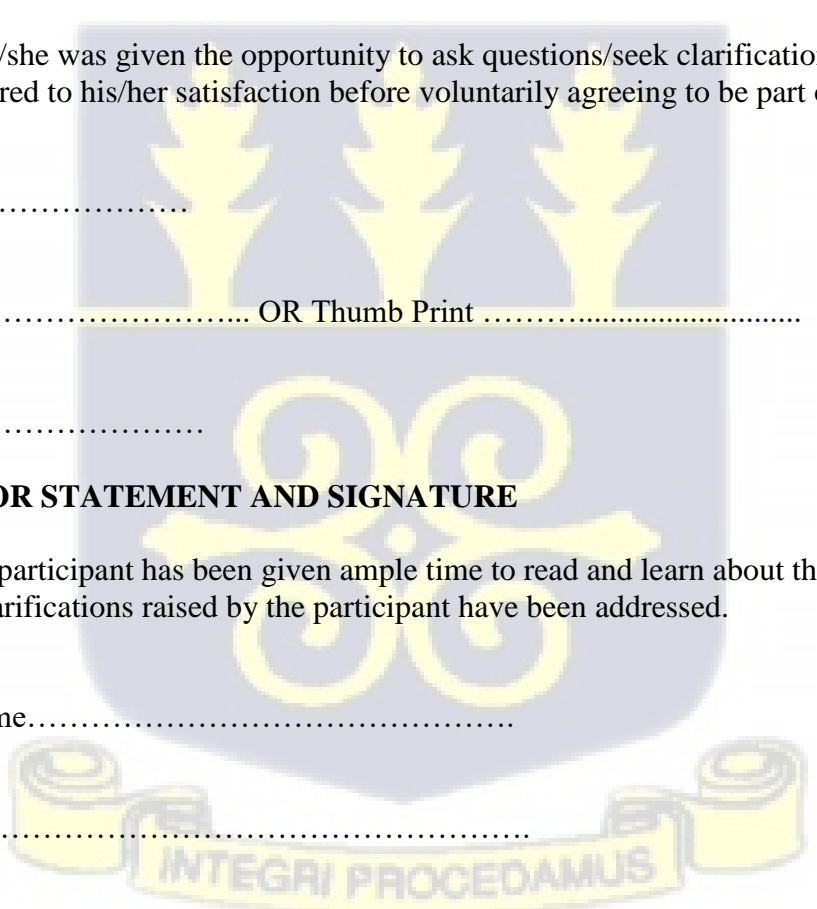 /she was given the opportunity to ask questions/seek clarification
red to his/her satisfaction before voluntarily agreeing to be part
……………….
…………………... OR Thumb Print ………............................
…………………
OR STATEMENT AND SIGNATURE
participant has been given ample time to read and learn about th
arifications raised by the participant have been addressed.
me……………………………………….
……………………………………………….
INTEGRI PROCEDAMUS